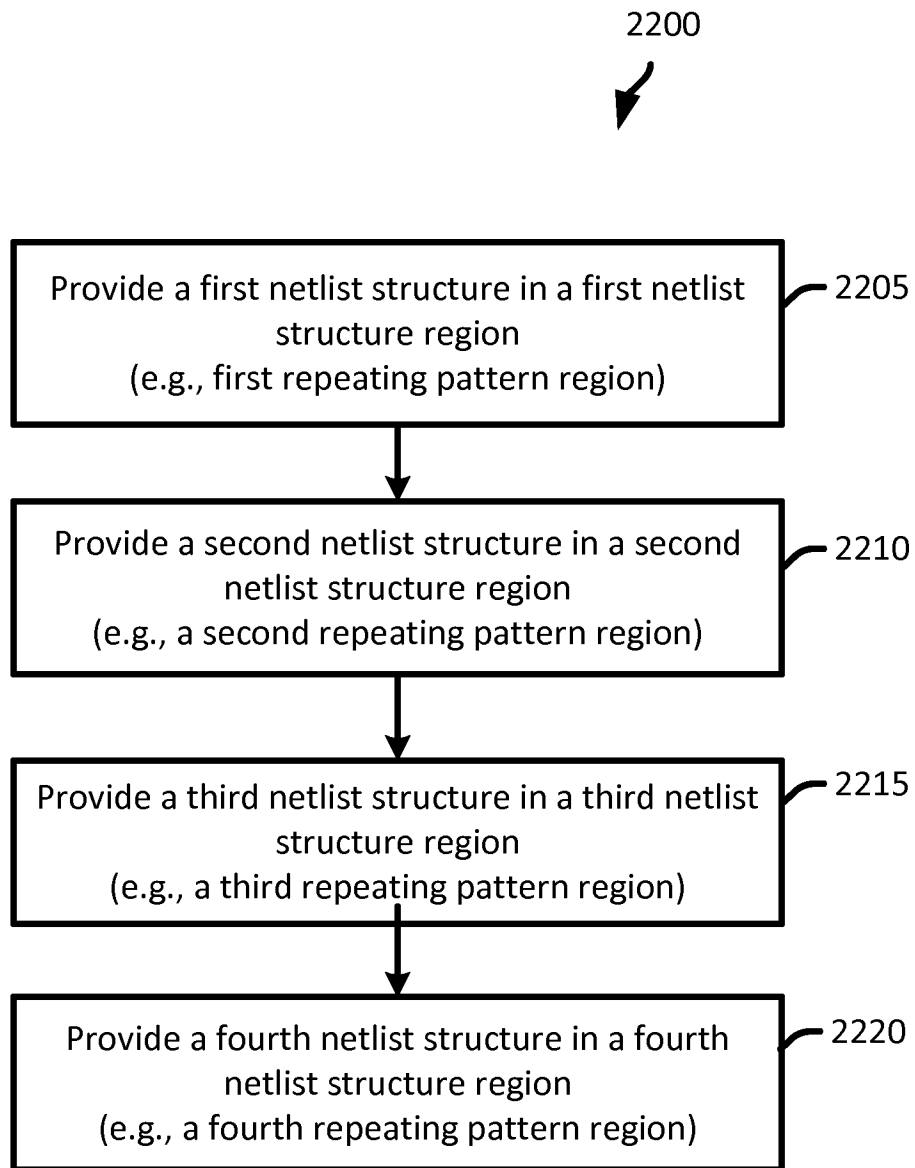 2200
Provide a first netlist structure in a first netlist
structure region
(e.g., first repeating pattern region)
2205
Provide a second netlist structure in a second
netlist structure region
(e.g., a second repeating pattern region)
2210
Provide a third netlist structure in a third netlist
structure region
(e.g., a third repeating pattern region)
2215
Provide a fourth netlist structure in a fourth
netlist structure region
(e.g., a fourth repeating pattern region)
2220